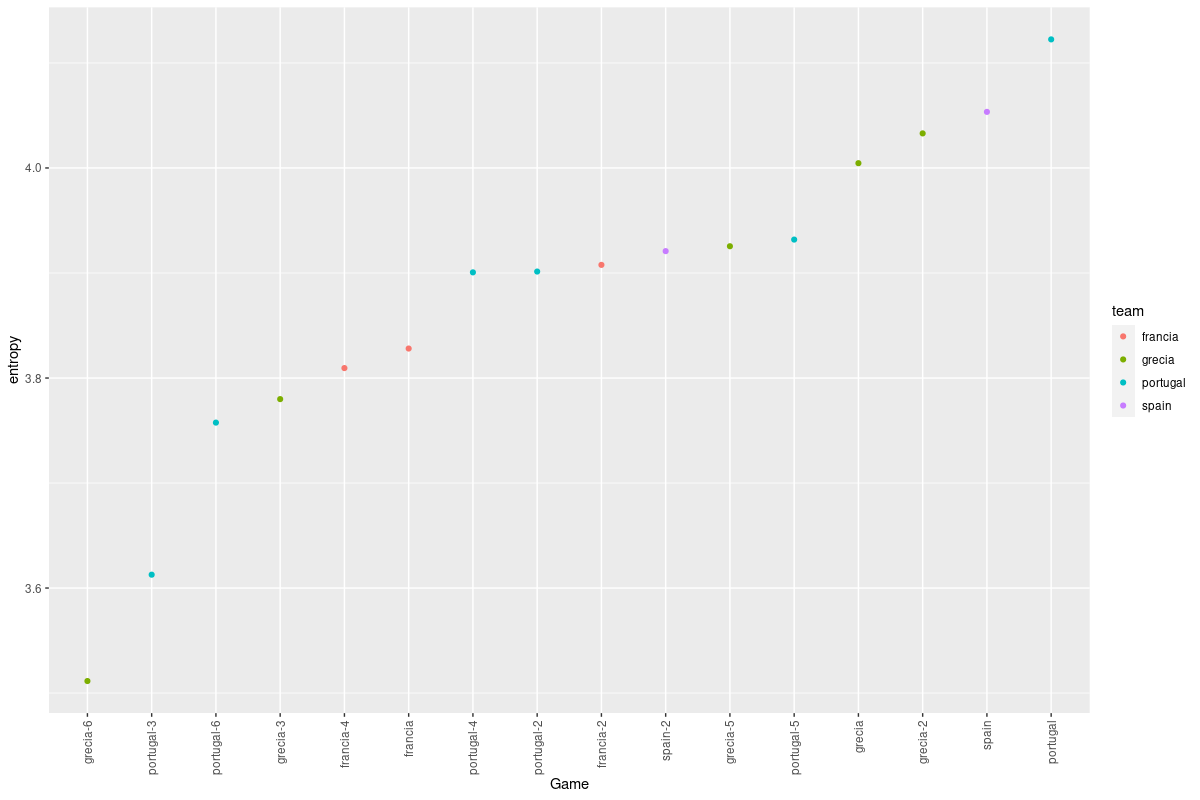 entropy
4.0
3.8
3.6
grecia-6
portugal-3
portugal-6
grecia-3
francia-4
francia
portugal-4
portugal-2
francia-2
spain-2
grecia-5
portugal-5
grecia
grecia-2
spain
portugal
Game
team
francia
grecia
portugal
spain